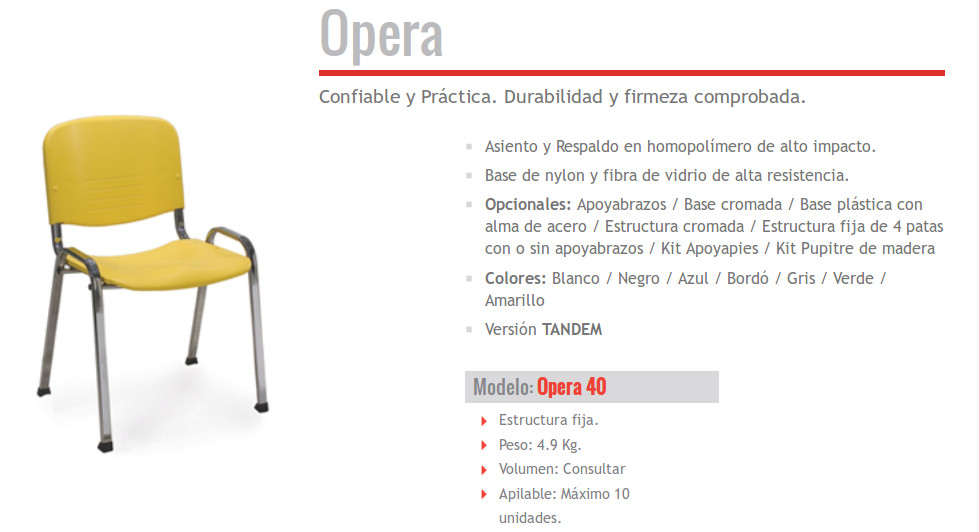 Opera
Confiable y Práctica. Durabilidad y firmeza comprobada.
Asiento y Respaldo en homopolímero de alto impacto.
Base de nylon y fibra de vidrio de alta resistencia.
Opcionales: Apoyabrazos / Base cromada / Base plástica con
alma de acero / Estructura cromada / Estructura fija de 4 patas
con o sin apoyabrazos / Kit Apoyapies / Kit Pupitre de madera
Colores: Blanco / Negro / Azul / Bordó / Gris / Verde /
Amarillo
Versión TANDEM
Modelo: Opera 40
Estructura fija.
Peso: 4.9 Kg.
Volumen: Consultar
Apilable: Máximo 10
unidades.